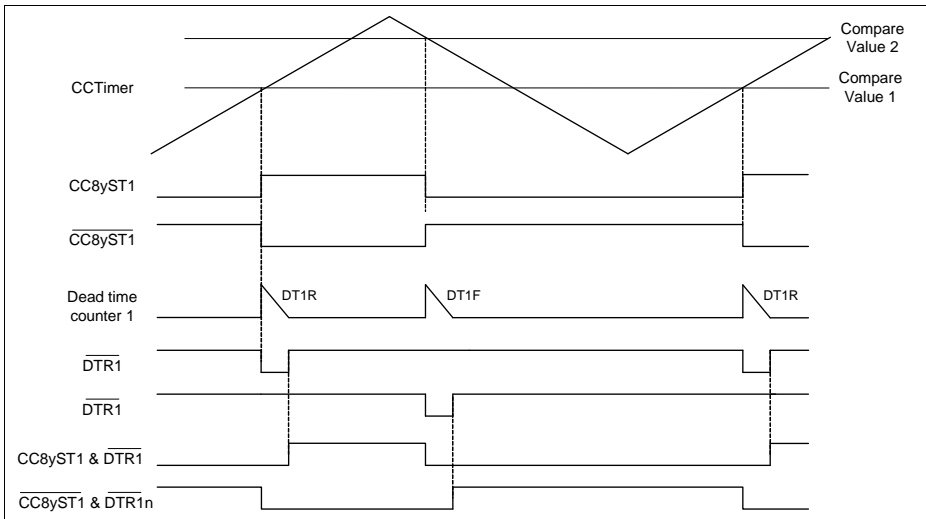 Compare
Value 2
CCTimer
Compare
Value 1
CC8yST1
CC8yST1
Dead time
counter 1
DT1R
DT1F
DT1R
DTR1
DTR1
CC8yST1 & DTR1
CC8yST1 & DTR1n